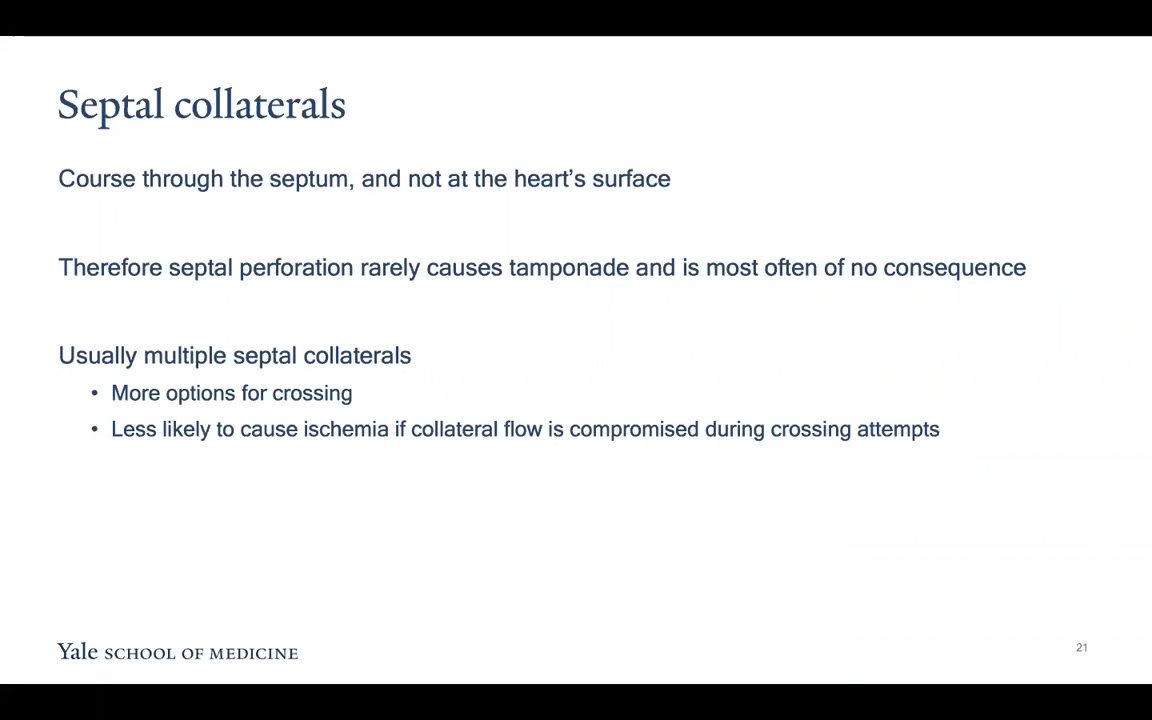 Septal collaterals
Course through the septum, and not at the heart’s surface
Therefore septal perforation rarely causes tamponade and is most often of no consequence
Usually multiple septal collaterals
• More options for crossing
• Less likely to cause ischemia if collateral flow is compromised during crossing attempts
Yale SCHOOL OF MEDICINE
21